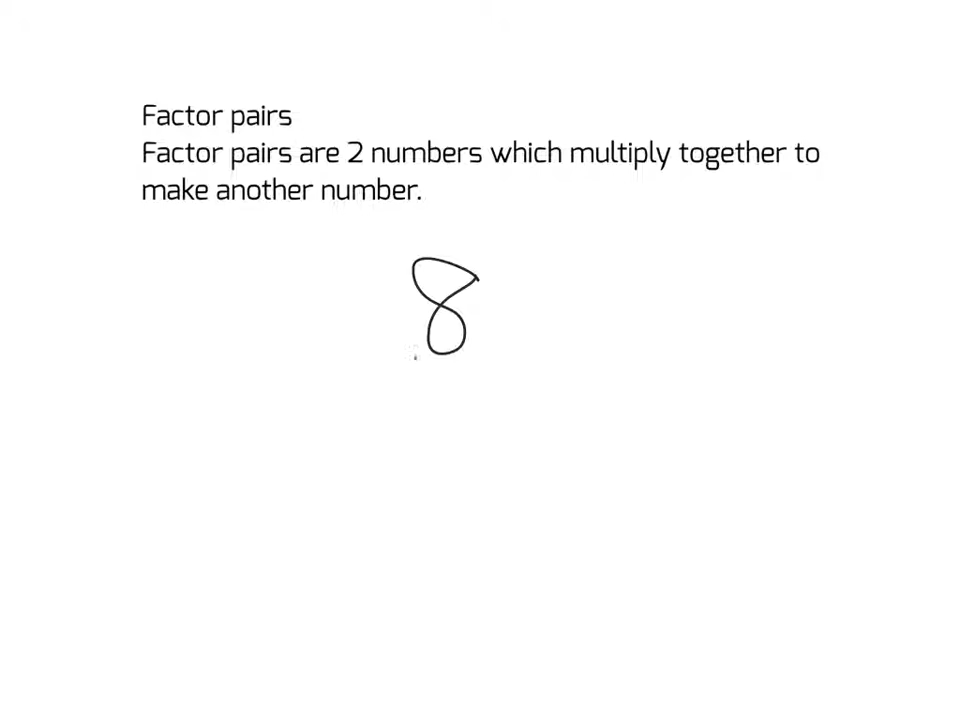 Factor pairs
Factor pairs are 2 numbers which multiply together to
make another number.
8